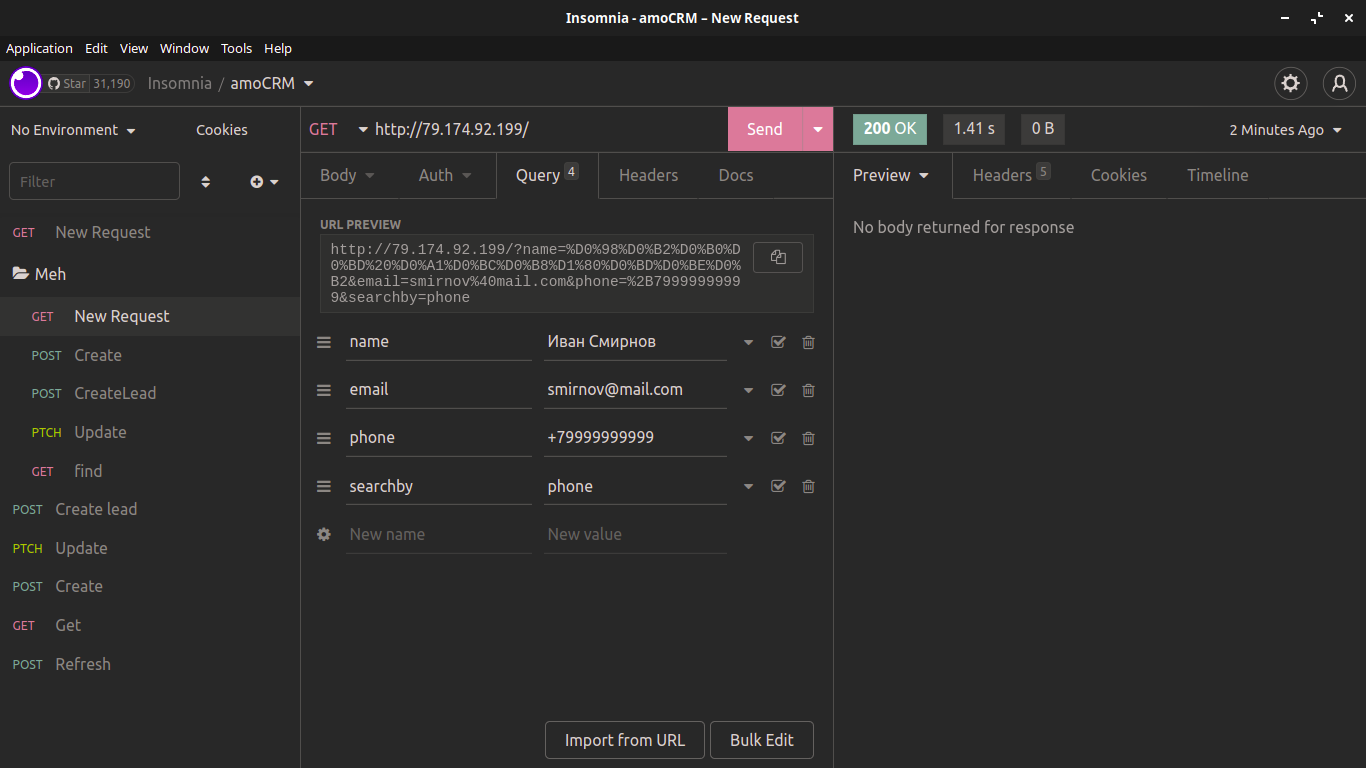 Insomnia - amoCRM – New Request
Application Edit View Window Tools Help
Star 31,190 Insomnia / amoCRM
No Environment Cookies
Filter
GET New Request
Meh
GET New Request
POST Create
POST CreateLead
PTCH Update
GET find
POST Create lead
PTCH Update
POST Create
GET Get
POST Refresh
GET http://79.174.92.199/ Send
Body Auth Query 4 Headers Docs
URL PREVIEW
http://79.174.92.199/?name=%D0%98%D0%B2%D0%B0%D
0%BD%20%D0%A1%D0%BC%D0%B8%D1%80%D0%BD%D0%BE%D0%
B2&email=smirnov%40mail.com&phone=%2B7999999999
9&searchby=phone
name Иван Смирнов
email smirnov@mail.com
phone +79999999999
searchby phone
New name New value
Import from URL Bulk Edit
200 OK 1.41 s 0 B 2 Minutes Ago
Preview Headers 5 Cookies Timeline
No body returned for response